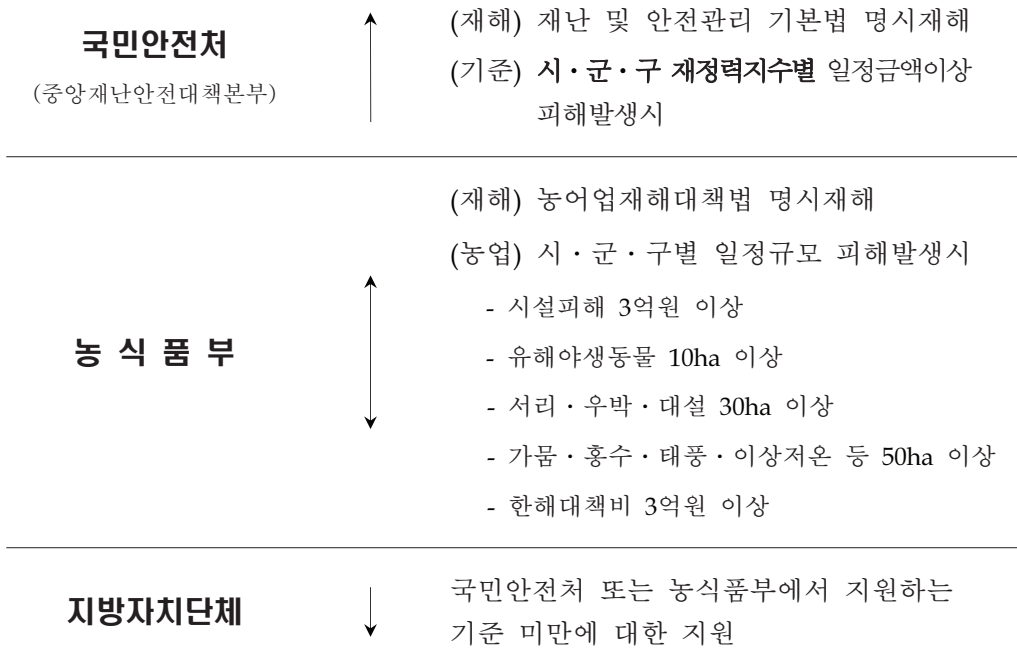 국민안전처
(중앙재난안전대책본부)
(재해) 재난 및 안전관리 기본법 명시재해
(기준) 시・군・구 재정력지수별 일정금액이상
피해발생시
농 식 품 부
(재해) 농어업재해대책법 명시재해
(농업) 시・군・구별 일정규모 피해발생시
- 시설피해 3억원 이상
- 유해야생동물 10ha 이상
- 서리・우박・대설 30ha 이상
- 가뭄・홍수・태풍・이상저온 등 50ha 이상
- 한해대책비 3억원 이상
지방자치단체
국민안전처 또는 농식품부에서 지원하는
기준 미만에 대한 지원